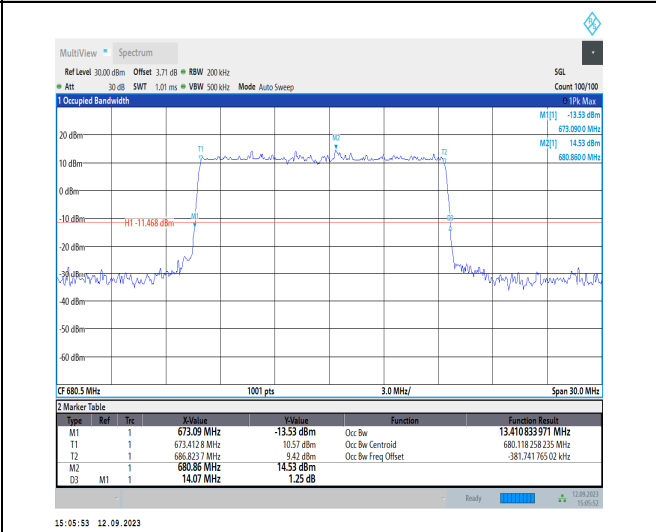 MultiView Spectrum
Ref Level 30.00 dBm Offset 3.71 dB RBW 200 kHz SGL
Att 30 dB SWT 1.01 ms VBW 500 kHz Mode Auto Sweep Count 100/100
1 Occupied Bandwidth 1Pk Max
M1[1] -13.53 dBm
673.0900 MHz
M2[1] 14.53 dBm
680.8600 MHz
20 dBm
M2
T1 T2
10 dBm
0 dBm
-10 dBm M1 D3
H1 -11.468 dBm
-20 dBm
-30 dBm
-40 dBm
-50 dBm
-60 dBm
CF 680.5 MHz 1001 pts 3.0 MHz/ Span 30.0 MHz
2 Marker Table
Type Ref Trc X-Value Y-Value Function Function Result
M1 1 673.09 MHz -13.53 dBm Occ Bw 13.410 833 971 MHz
T1 1 673.412 8 MHz 10.57 dBm Occ Bw Centroid 680.118 258 235 MHz
T2 1 686.823 7 MHz 9.42 dBm Occ Bw Freq Offset -381.741 765 02 kHz
M2 1 680.86 MHz 14.53 dBm
D3 M1 1 14.07 MHz 1.25 dB
Ready 12.09.2023
15:05:52
15:05:53 12.09.2023